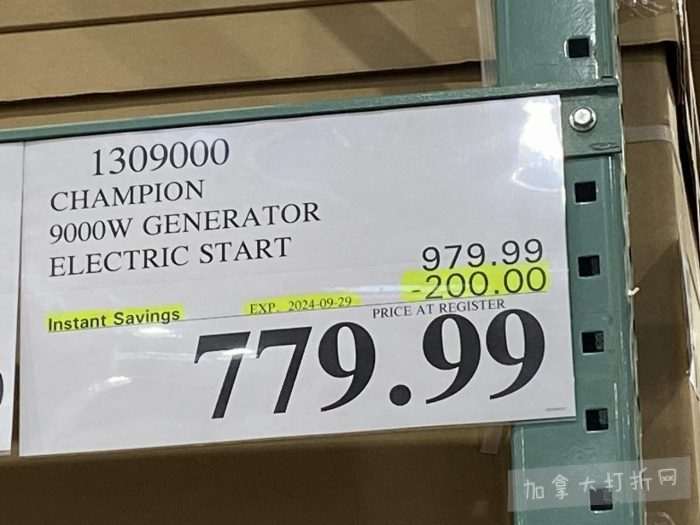 1309000
CHAMPION
9000W GENERATOR
ELECTRIC START
979.99
-200.00
Instant Savings
EXP. 2024-09-29
PRICE AT REGISTER
779.99
加拿大打折网